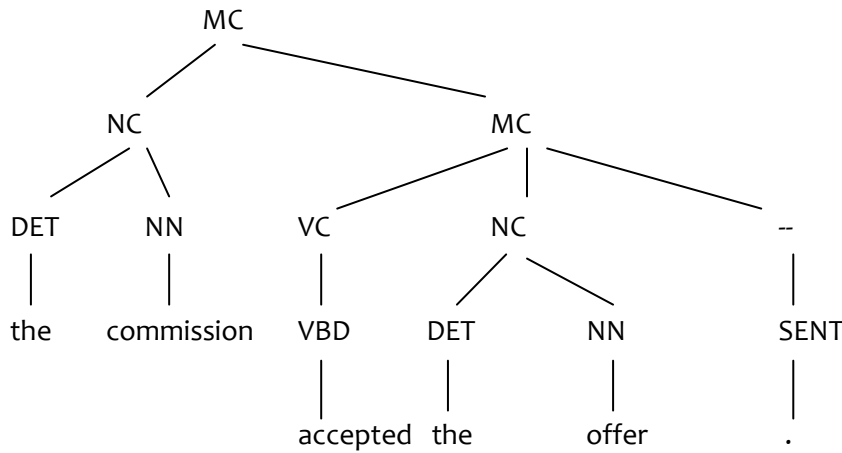 MC
NC MC
DET NN VC NC --
the commission VBD DET NN SENT
accepted the offer .